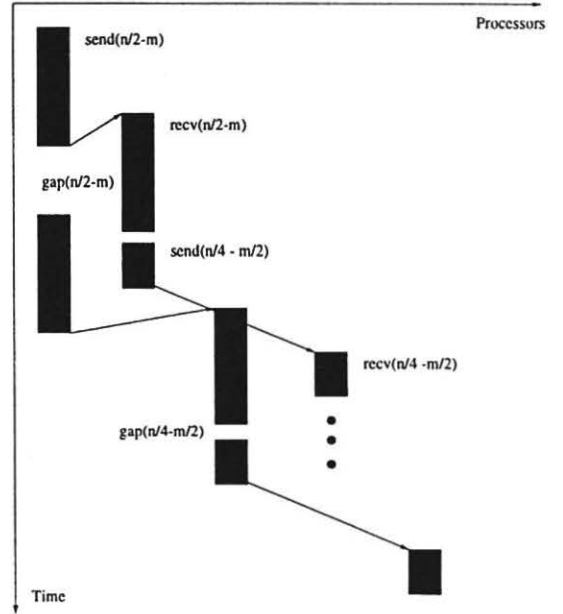 Processors
send(n/2-m)
recv(n/2-m)
gap(n/2-m)
send(n/4 - m/2)
recv(n/4 -m/2)
gap(n/4-m/2)
Time